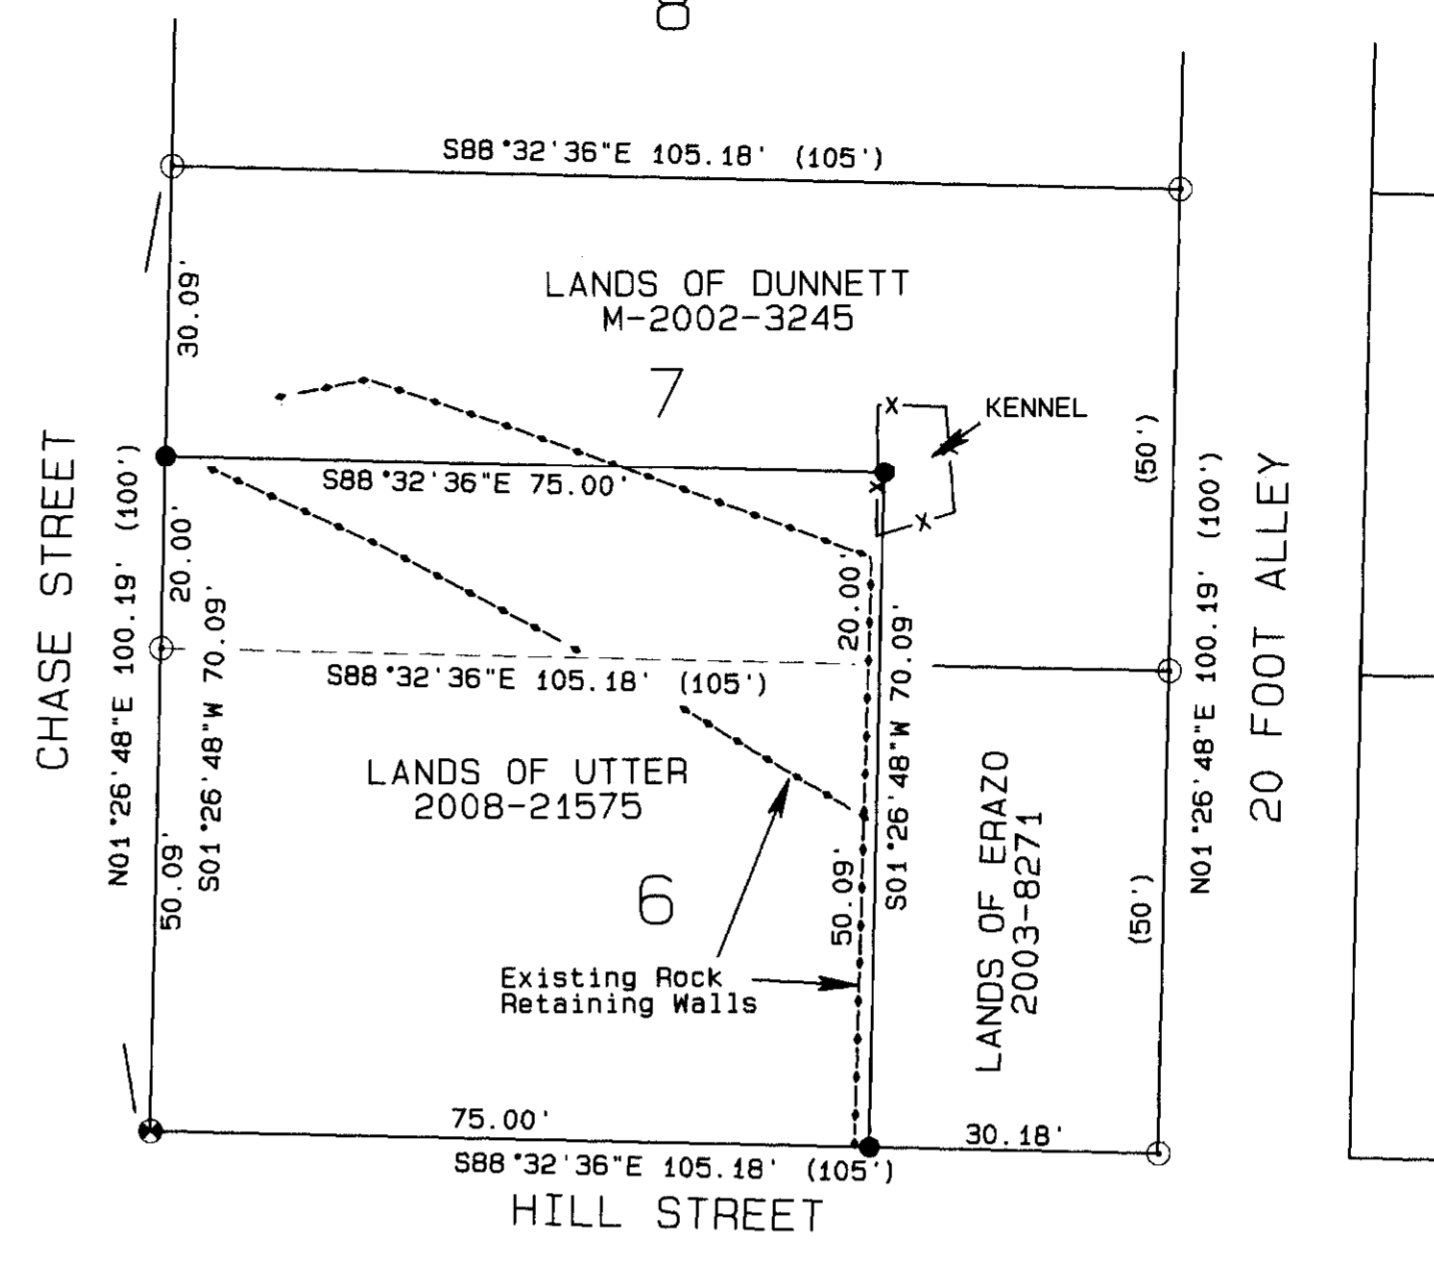 8
S88°32'36"E 105.18' (105')
30.09'
LANDS OF DUNNETT
M-2002-3245
7
KENNEL
X
X
X
S88°32'36"E 75.00'
(50')
CHASE STREET
N01°26'48"E 100.19' (100')
20.00'
S01°26'48"W 70.09'
20.00'
S01°26'48"W 70.09'
N01°26'48"E 100.19' (100')
20 FOOT ALLEY
S88°32'36"E 105.18' (105')
LANDS OF UTTER
2008-21575
6
50.09'
50.09'
LANDS OF ERAZO
2003-8271
(50')
Existing Rock
Retaining Walls
75.00'
30.18'
S88°32'36"E 105.18' (105')
HILL STREET